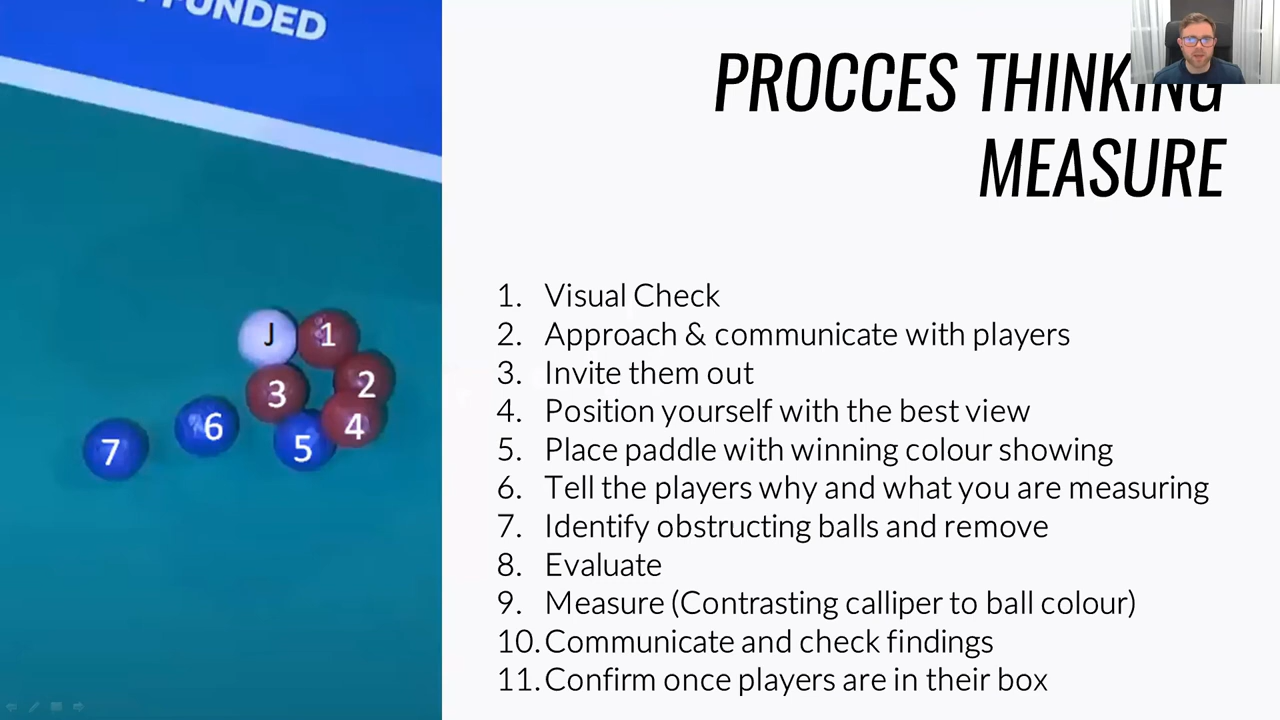 FUNDED
PROCCES THINKING
MEASURE
J
1
2
3
4
5
6
7
1. Visual Check
2. Approach & communicate with players
3. Invite them out
4. Position yourself with the best view
5. Place paddle with winning colour showing
6. Tell the players why and what you are measuring
7. Identify obstructing balls and remove
8. Evaluate
9. Measure (Contrasting calliper to ball colour)
10. Communicate and check findings
11. Confirm once players are in their box